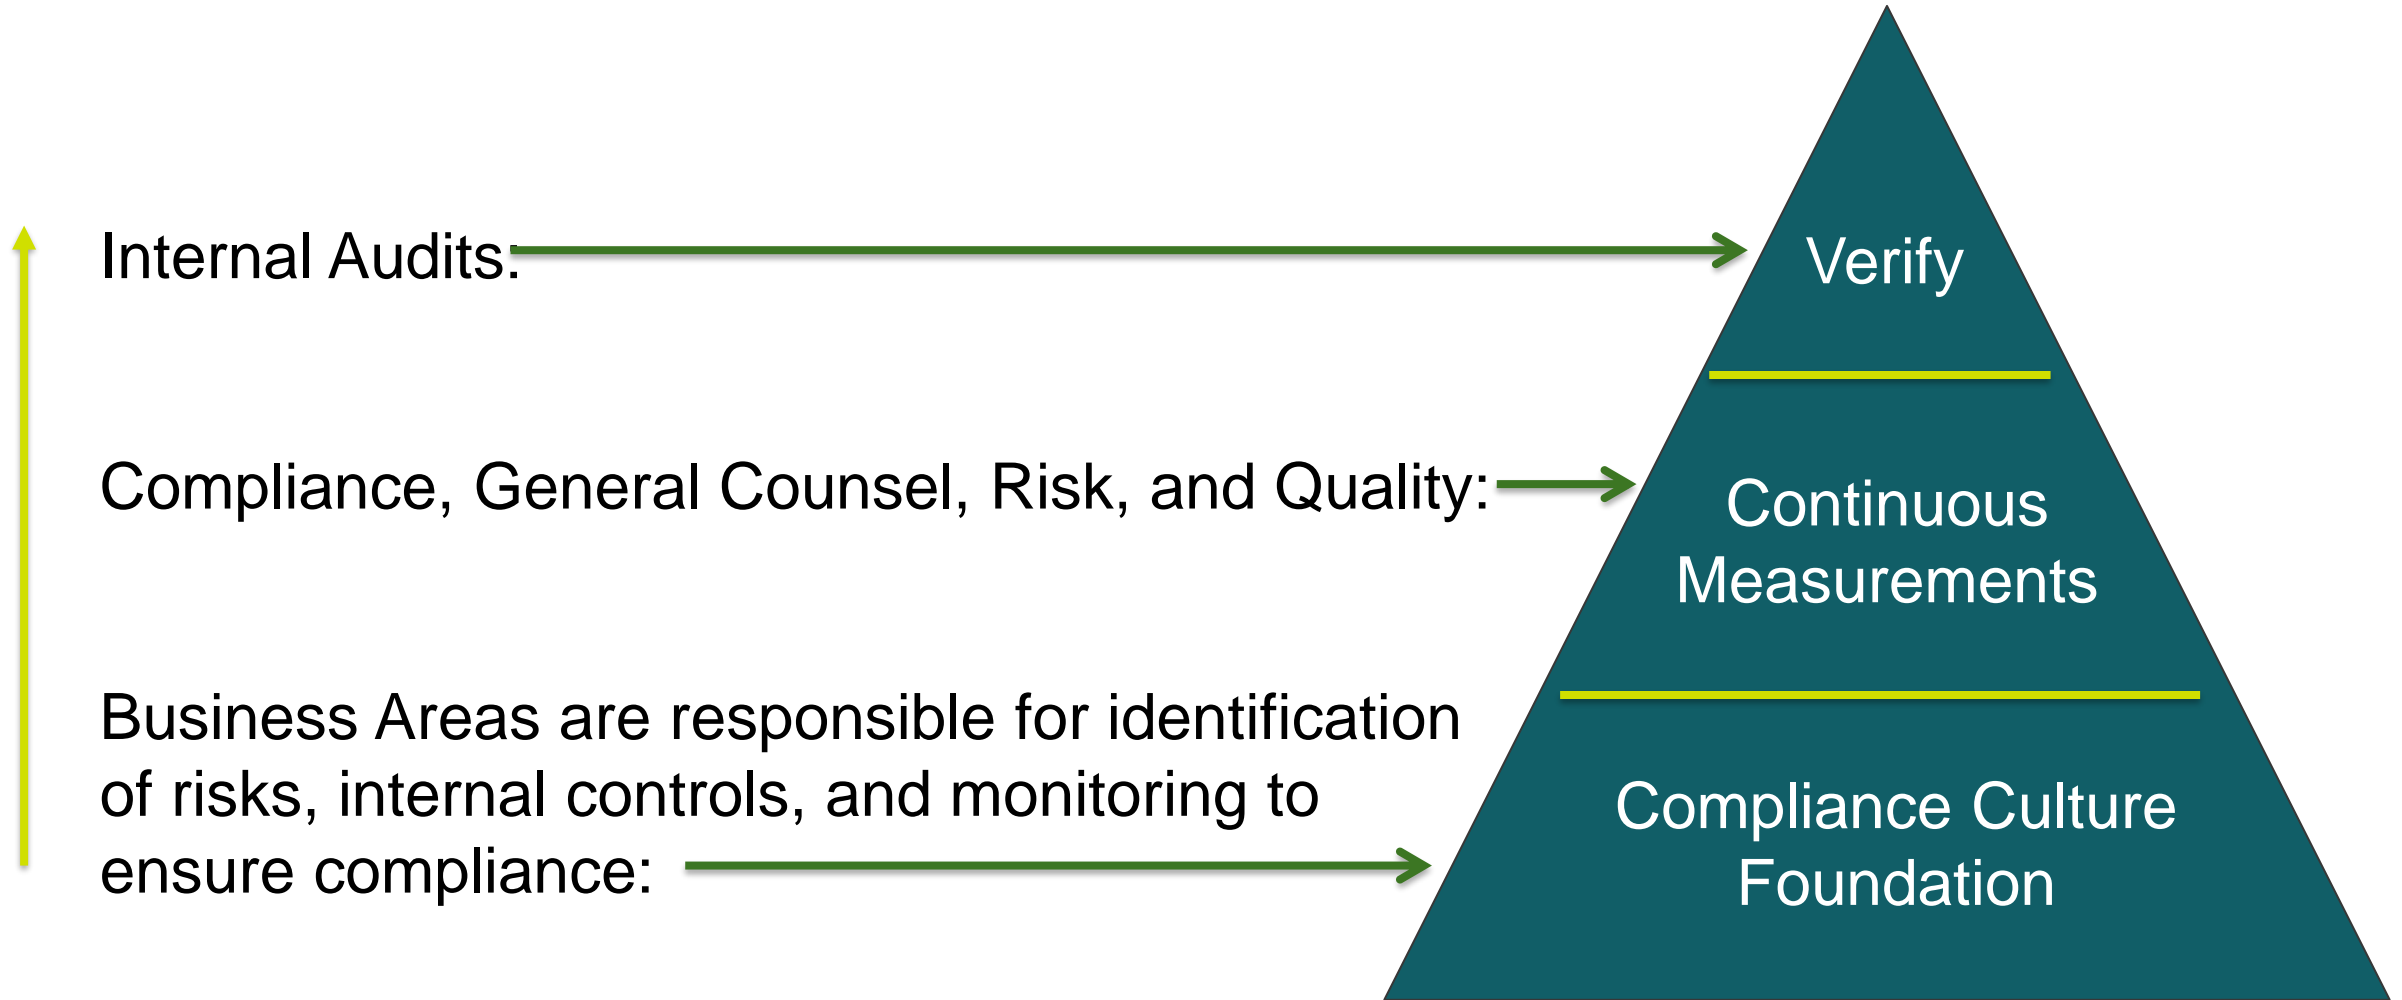 Internal Audits:
Verify
Compliance, General Counsel, Risk, and Quality:
Continuous
Measurements
Business Areas are responsible for identification
of risks, internal controls, and monitoring to
ensure compliance:
Compliance Culture
Foundation